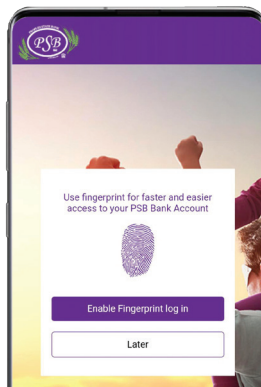 PSB
Use fingerprint for faster and easier
access to your PSB Bank Account
Enable Fingerprint log in
Later